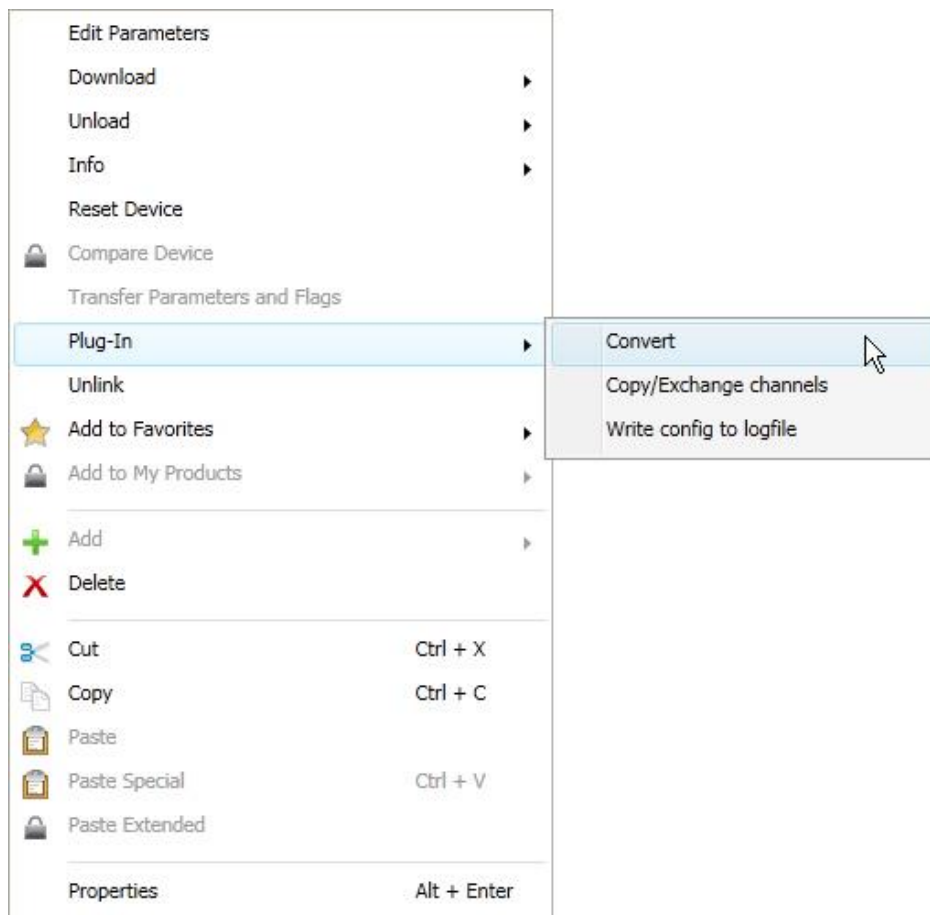 Edit Parameters
Download
Unload
Info
Reset Device
Compare Device
Transfer Parameters and Flags
Plug-In
Convert
Unlink
Copy/Exchange channels
Add to Favorites
Write config to logfile
Add to My Products
Add
Delete
Cut Ctrl + X
Copy Ctrl + C
Paste
Paste Special Ctrl + V
Paste Extended
Properties Alt + Enter